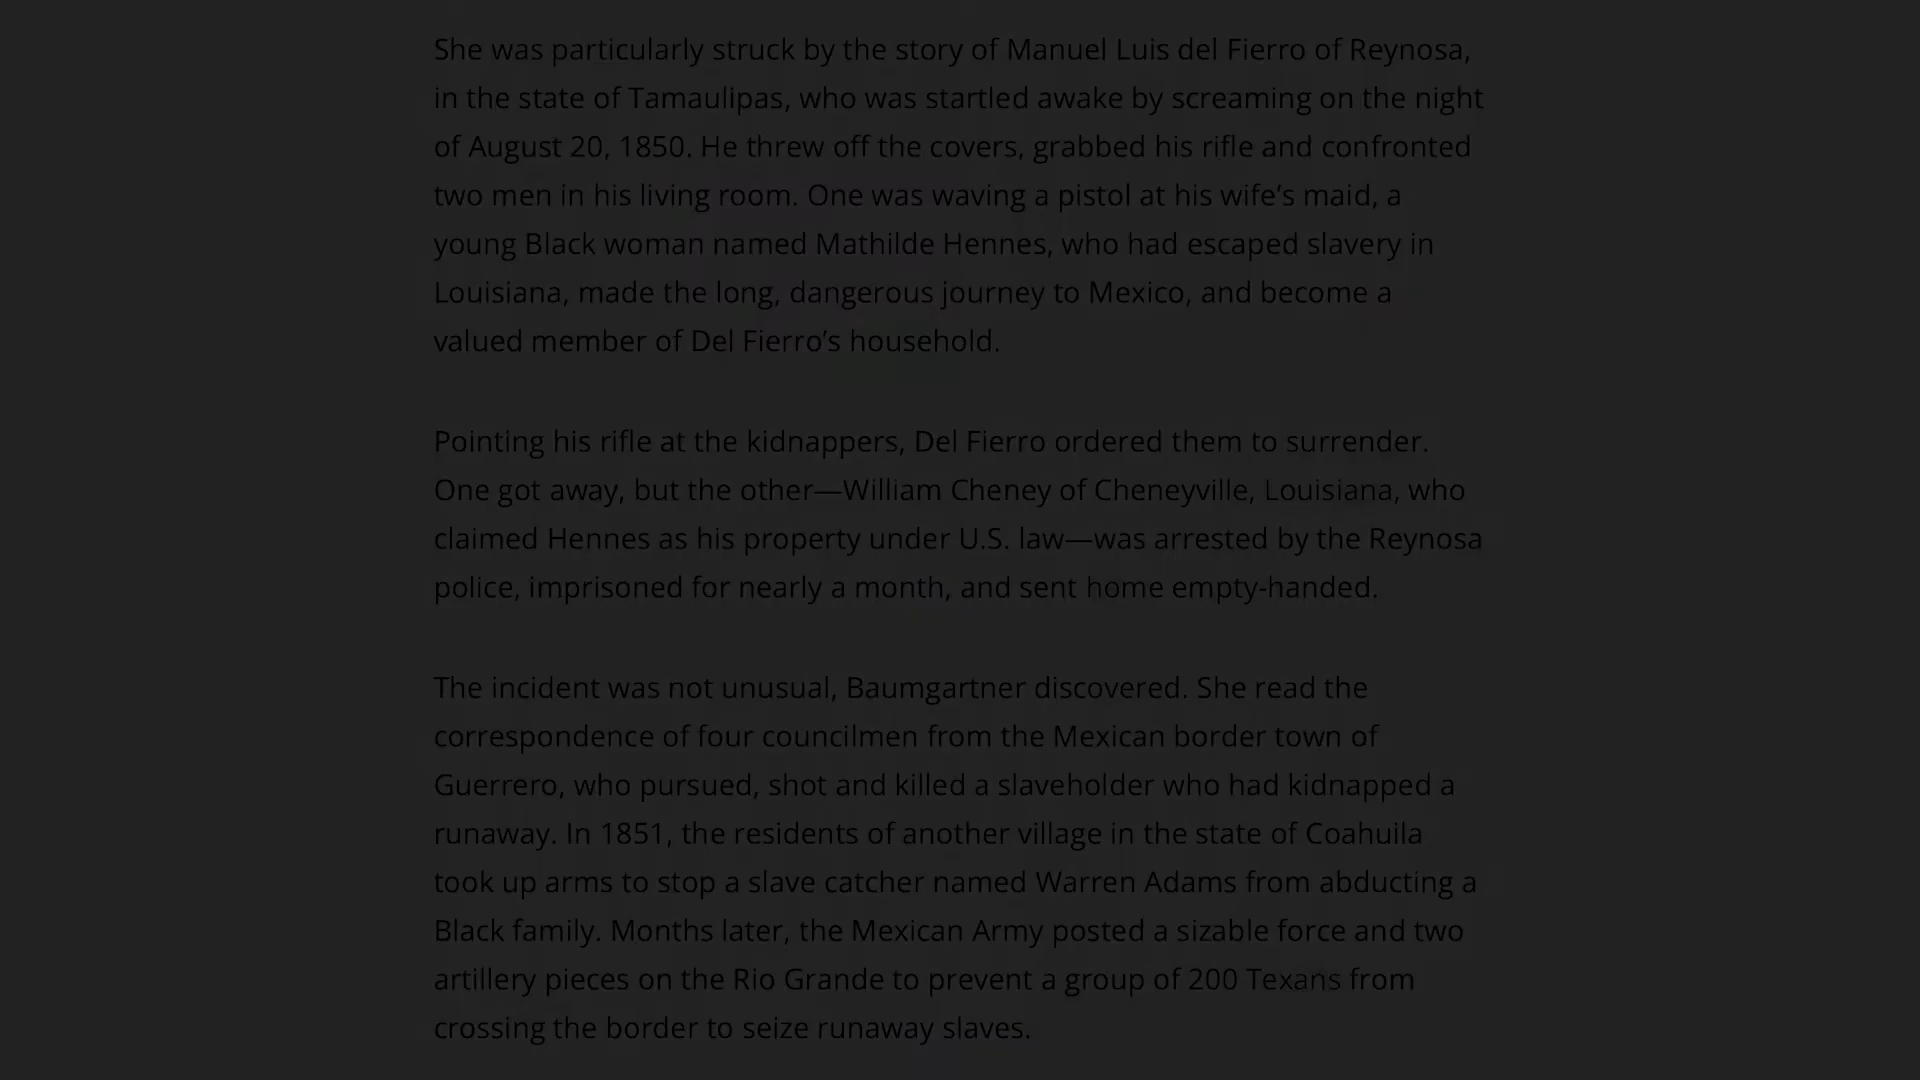 She was particularly struck by the story of Manuel Luis del Fierro of Reynosa,
in the state of Tamaulipas, who was startled awake by screaming on the night
of August 20, 1850. He threw off the covers, grabbed his rifle and confronted
two men in his living room. One was waving a pistol at his wife’s maid, a
young Black woman named Mathilde Hennes, who had escaped slavery in
Louisiana, made the long, dangerous journey to Mexico, and become a
valued member of Del Fierro’s household.
Pointing his rifle at the kidnappers, Del Fierro ordered them to surrender.
One got away, but the other—William Cheney of Cheneyville, Louisiana, who
claimed Hennes as his property under U.S. law—was arrested by the Reynosa
police, imprisoned for nearly a month, and sent home empty-handed.
The incident was not unusual, Baumgartner discovered. She read the
correspondence of four councilmen from the Mexican border town of
Guerrero, who pursued, shot and killed a slaveholder who had kidnapped a
runaway. In 1851, the residents of another village in the state of Coahuila
took up arms to stop a slave catcher named Warren Adams from abducting a
Black family. Months later, the Mexican Army posted a sizable force and two
artillery pieces on the Rio Grande to prevent a group of 200 Texans from
crossing the border to seize runaway slaves.